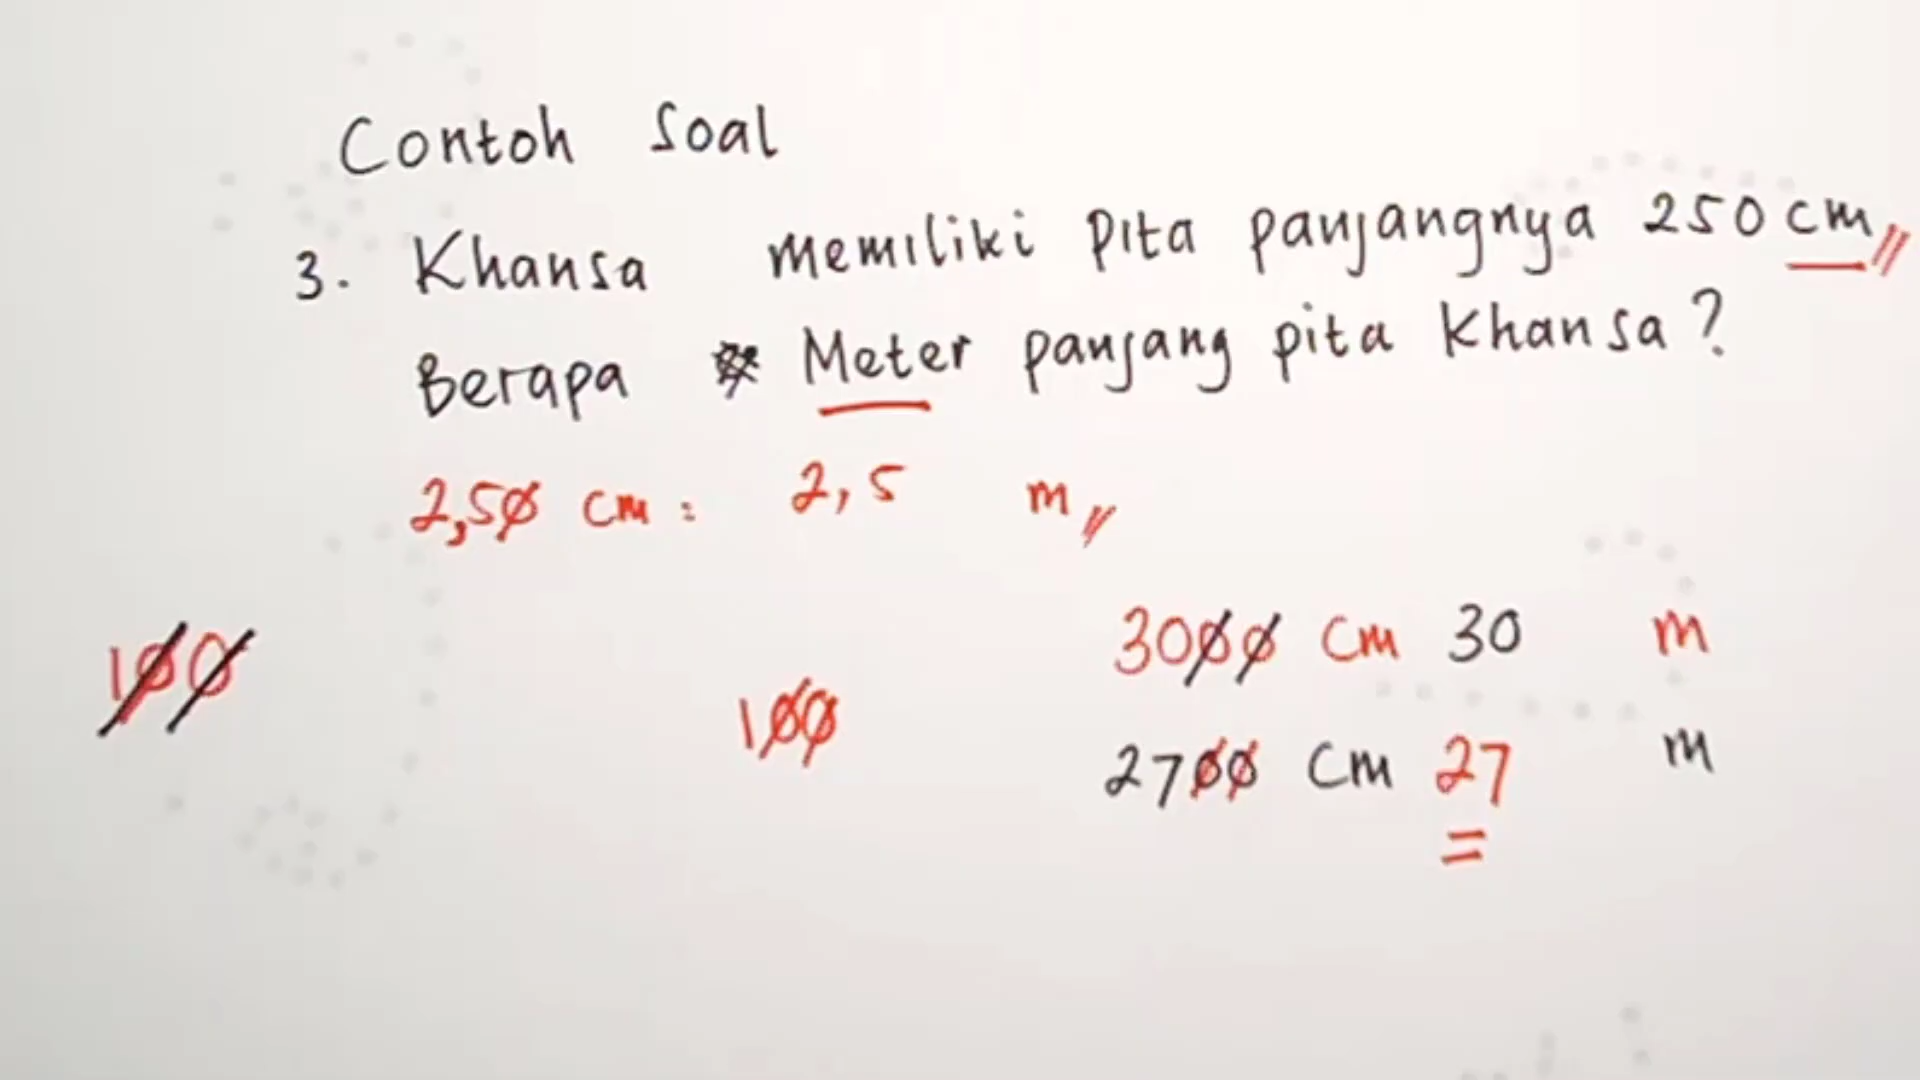 Contoh Soal
3. Khansa memiliki Pita panjangnya 250 cm
Berapa Meter panjang pita Khansa?
2,50 cm = 2,5 m
3000 cm 30 m
100
100
2700 cm 27 m
=